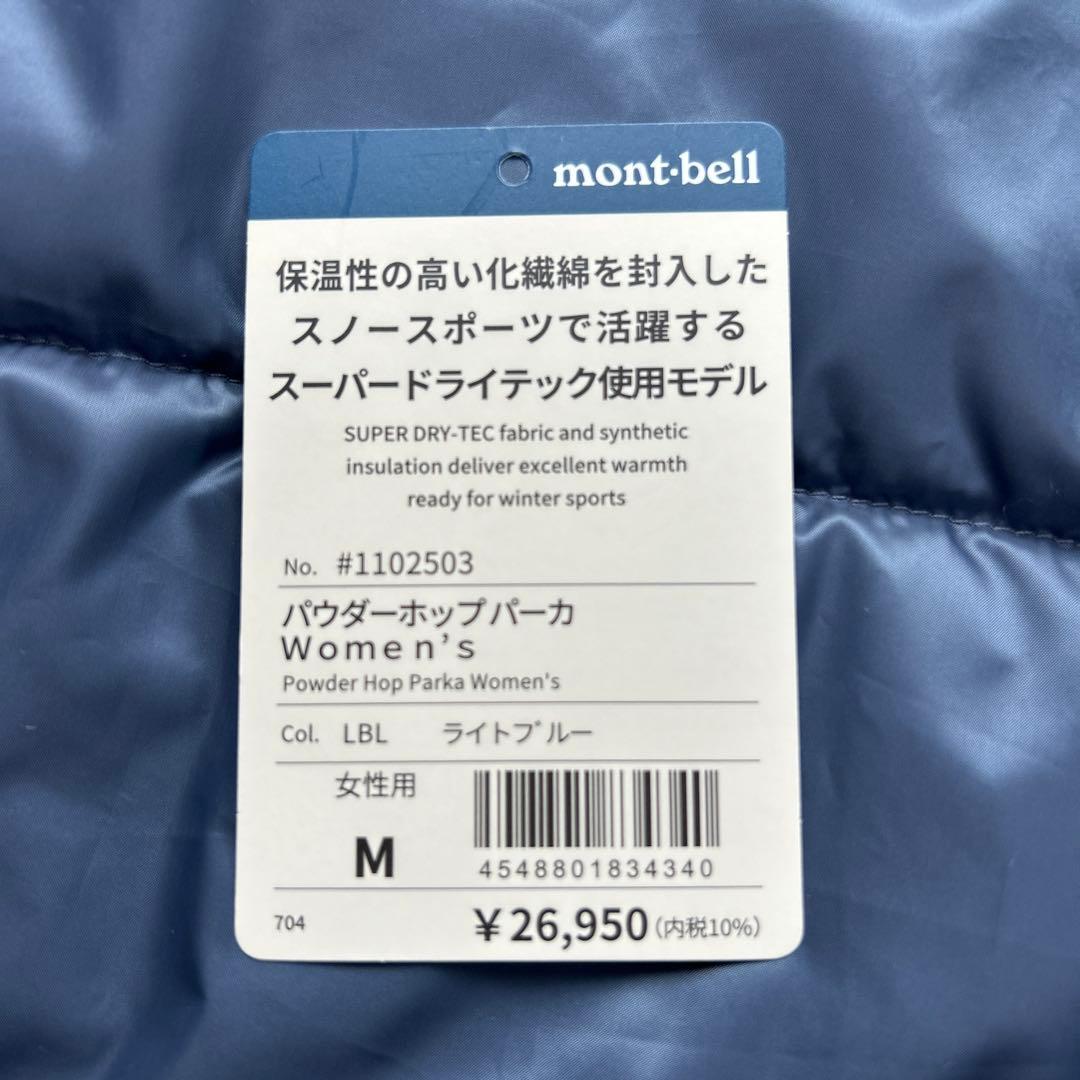 mont·bell
保温性の高い化繊綿を封入した
スノースポーツで活躍する
スーパードライテック使用モデル
SUPER DRY-TEC fabric and synthetic
insulation deliver excellent warmth
ready for winter sports
No. #1102503
パウダーホップパーカ
Women's
Powder Hop Parka Women's
Col. LBL ライトブルー
女性用
M
4548801834340
704 ¥26,950(内税10%)